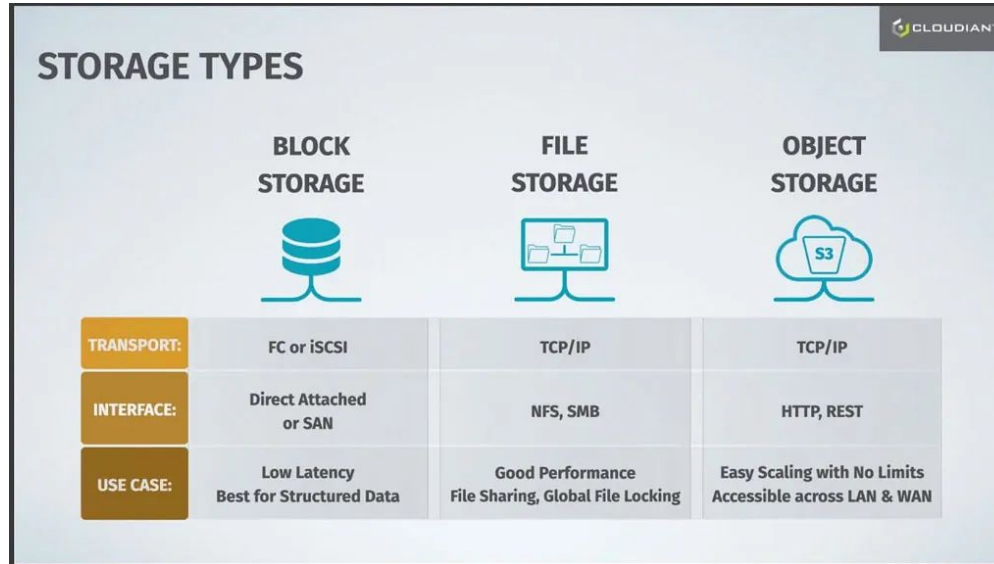 CLOUDIAN
STORAGE TYPES
BLOCK
STORAGE
FILE
STORAGE
OBJECT
STORAGE
S3
TRANSPORT:
FC or iSCSI
TCP/IP
TCP/IP
INTERFACE:
Direct Attached
or SAN
NFS, SMB
HTTP, REST
USE CASE:
Low Latency
Best for Structured Data
Good Performance
File Sharing, Global File Locking
Easy Scaling with No Limits
Accessible across LAN & WAN